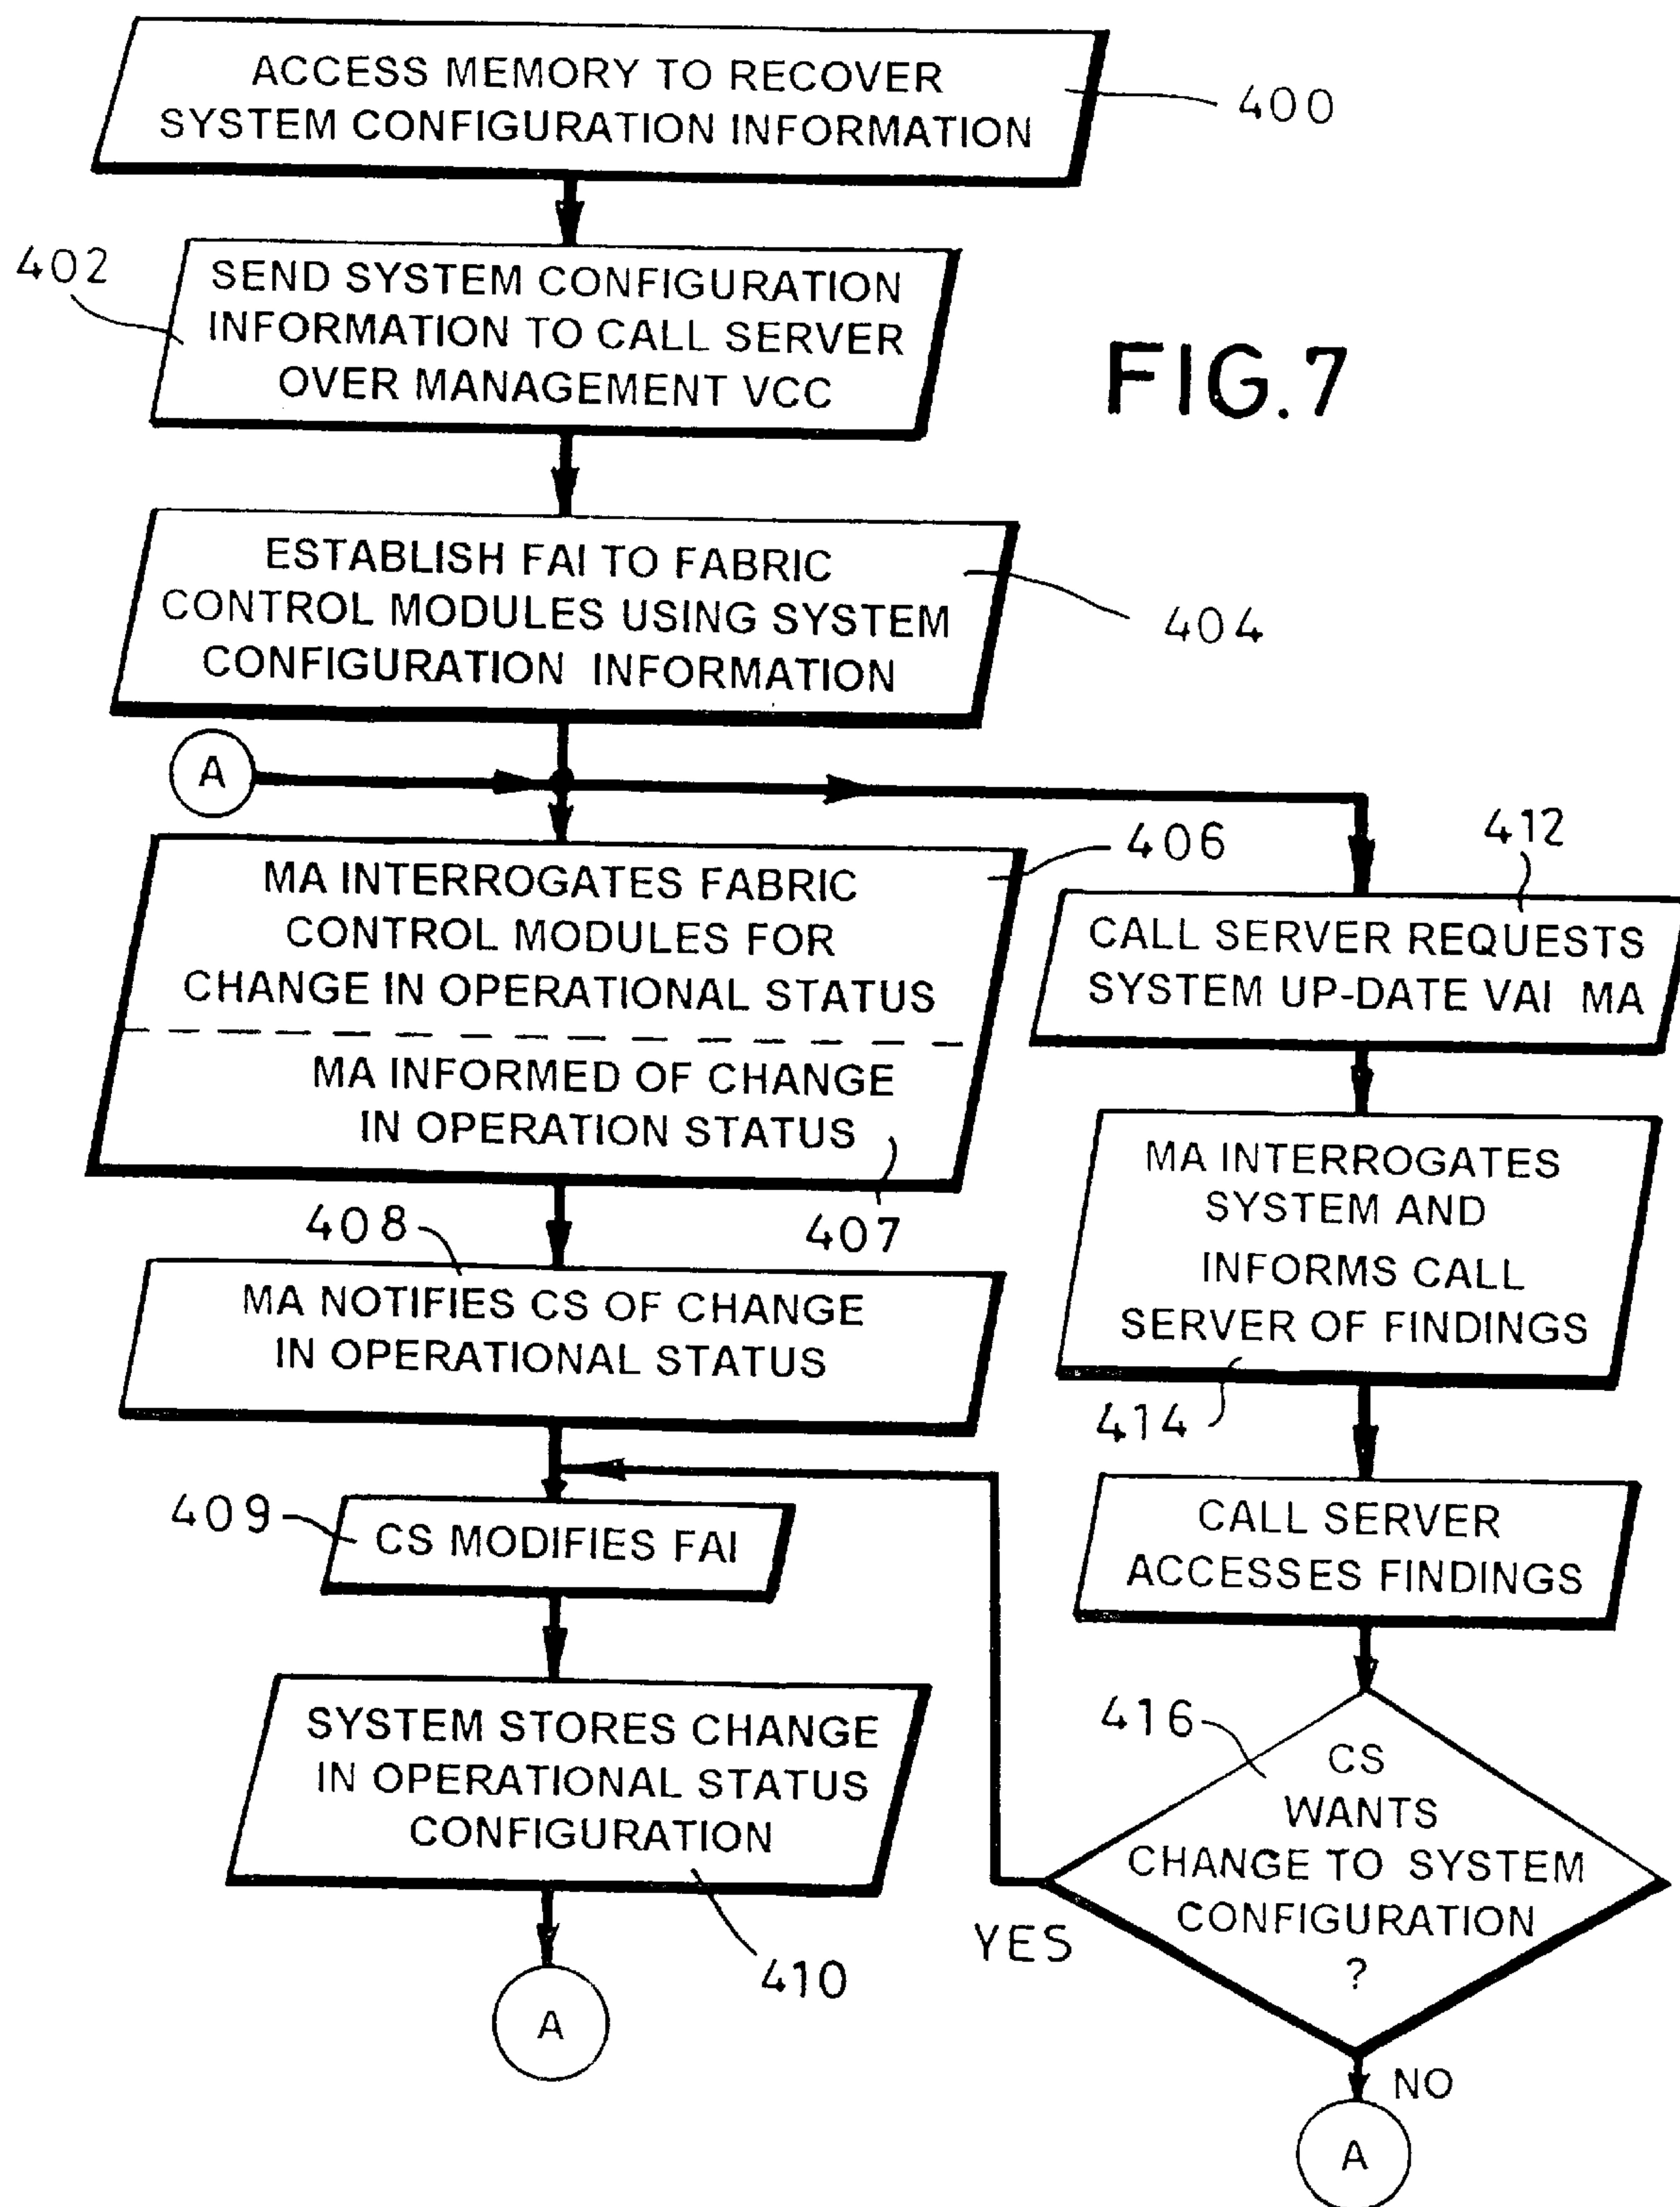 ACCESS MEMORY TO RECOVER
SYSTEM CONFIGURATION INFORMATION
400
402
SEND SYSTEM CONFIGURATION
INFORMATION TO CALL SERVER
OVER MANAGEMENT VCC
FIG.7
ESTABLISH FAI TO FABRIC
CONTROL MODULES USING SYSTEM
CONFIGURATION INFORMATION
404
A
MA INTERROGATES FABRIC
CONTROL MODULES FOR
CHANGE IN OPERATIONAL STATUS
406
MA INFORMED OF CHANGE
IN OPERATION STATUS
407
408
MA NOTIFIES CS OF CHANGE
IN OPERATIONAL STATUS
409
CS MODIFIES FAI
SYSTEM STORES CHANGE
IN OPERATIONAL STATUS
CONFIGURATION
410
A
412
CALL SERVER REQUESTS
SYSTEM UP-DATE VAI MA
MA INTERROGATES
SYSTEM AND
INFORMS CALL
SERVER OF FINDINGS
414
CALL SERVER
ACCESSES FINDINGS
416
CS
WANTS
CHANGE TO SYSTEM
CONFIGURATION
?
YES
NO
A